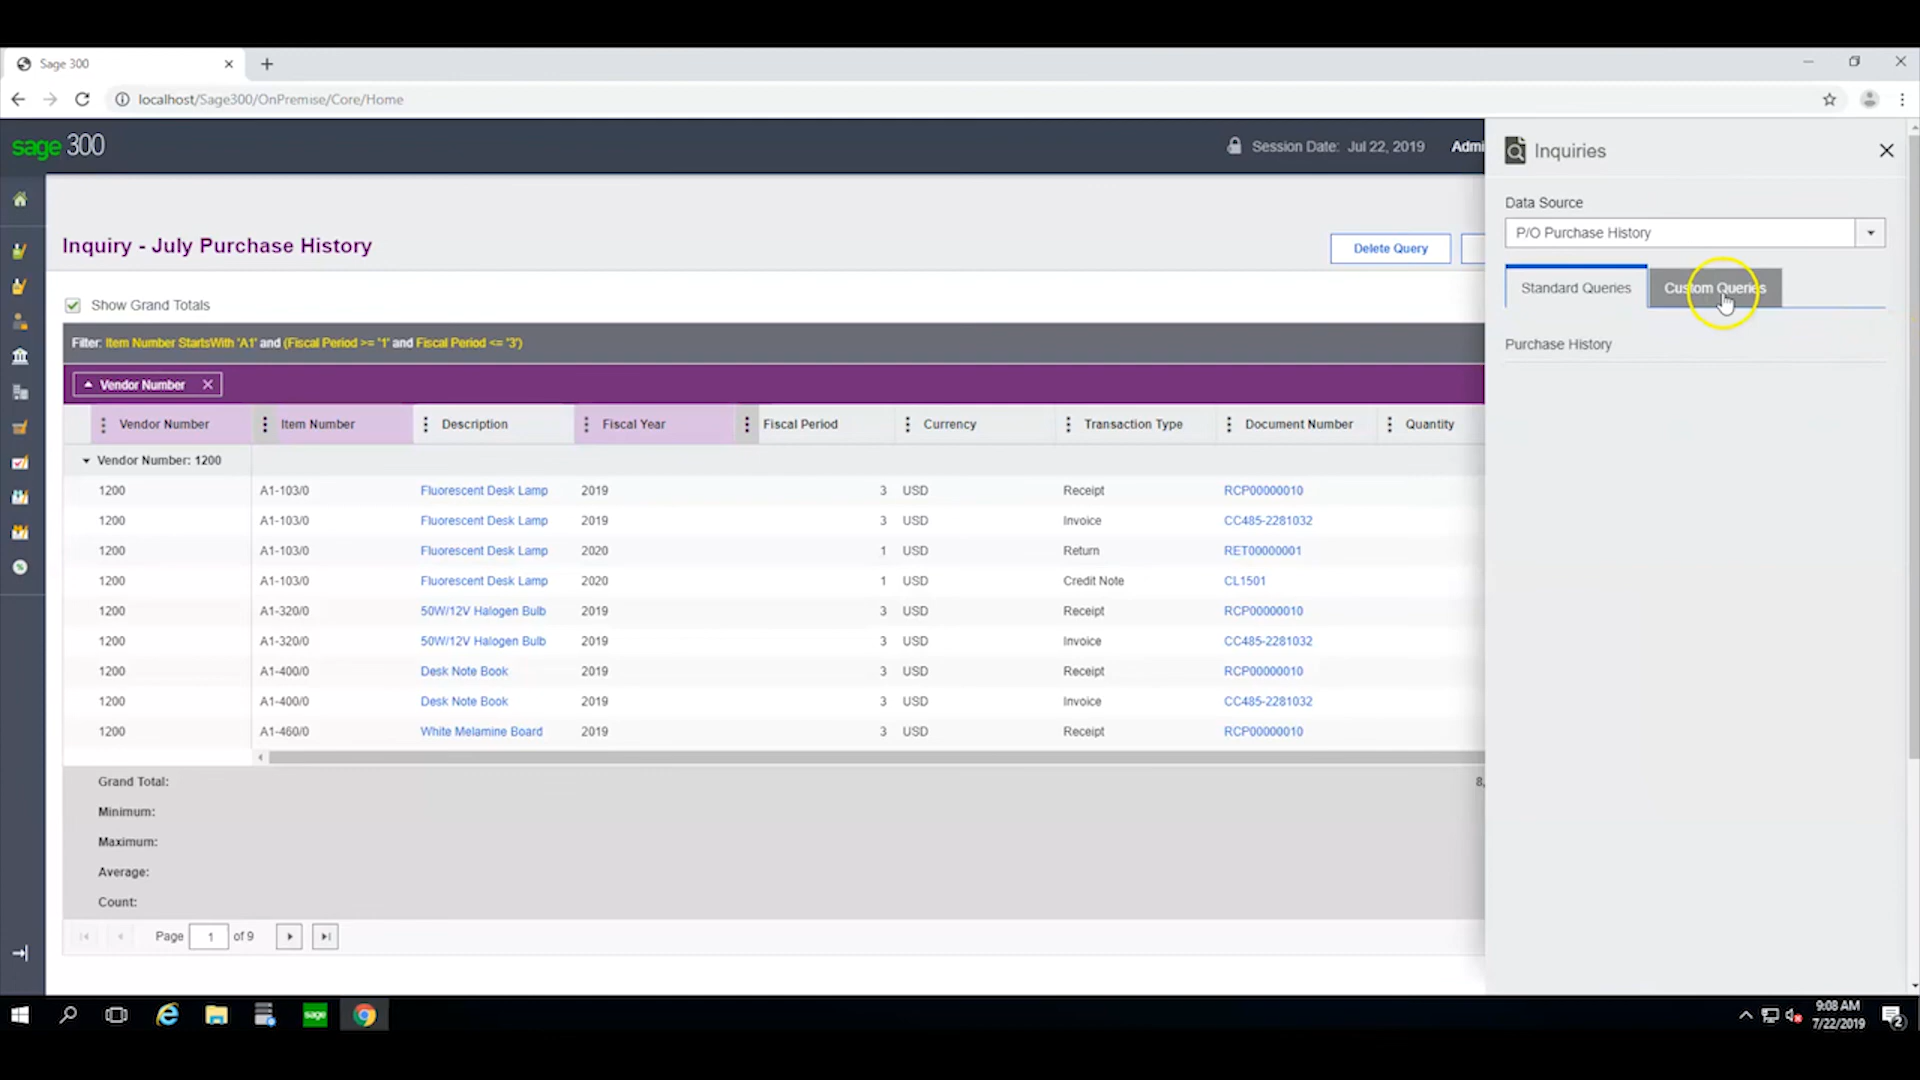 Sage 300
localhost/Sage300/OnPremise/Core/Home
sage 300
Session Date: Jul 22, 2019
Admi
Inquiry - July Purchase History
Delete Query
Show Grand Totals
Filter: Item Number StartsWith 'A1' and (Fiscal Period >= '1' and Fiscal Period <= '3')
Vendor Number
Vendor Number Item Number Description Fiscal Year Fiscal Period Currency Transaction Type Document Number Quantity
Vendor Number: 1200
1200 A1-103/0 Fluorescent Desk Lamp 2019 3 USD Receipt RCP00000010
1200 A1-103/0 Fluorescent Desk Lamp 2019 3 USD Invoice CC485-2281032
1200 A1-103/0 Fluorescent Desk Lamp 2020 1 USD Return RET00000001
1200 A1-103/0 Fluorescent Desk Lamp 2020 1 USD Credit Note CL1501
1200 A1-320/0 50W/12V Halogen Bulb 2019 3 USD Receipt RCP00000010
1200 A1-320/0 50W/12V Halogen Bulb 2019 3 USD Invoice CC485-2281032
1200 A1-400/0 Desk Note Book 2019 3 USD Receipt RCP00000010
1200 A1-400/0 Desk Note Book 2019 3 USD Invoice CC485-2281032
1200 A1-460/0 White Melamine Board 2019 3 USD Receipt RCP00000010
Grand Total: 8,
Minimum:
Maximum:
Average:
Count:
Page 1 of 9
Inquiries
Data Source
P/O Purchase History
Standard Queries Custom Queries
Purchase History
sage
9:08 AM
7/22/2019
2